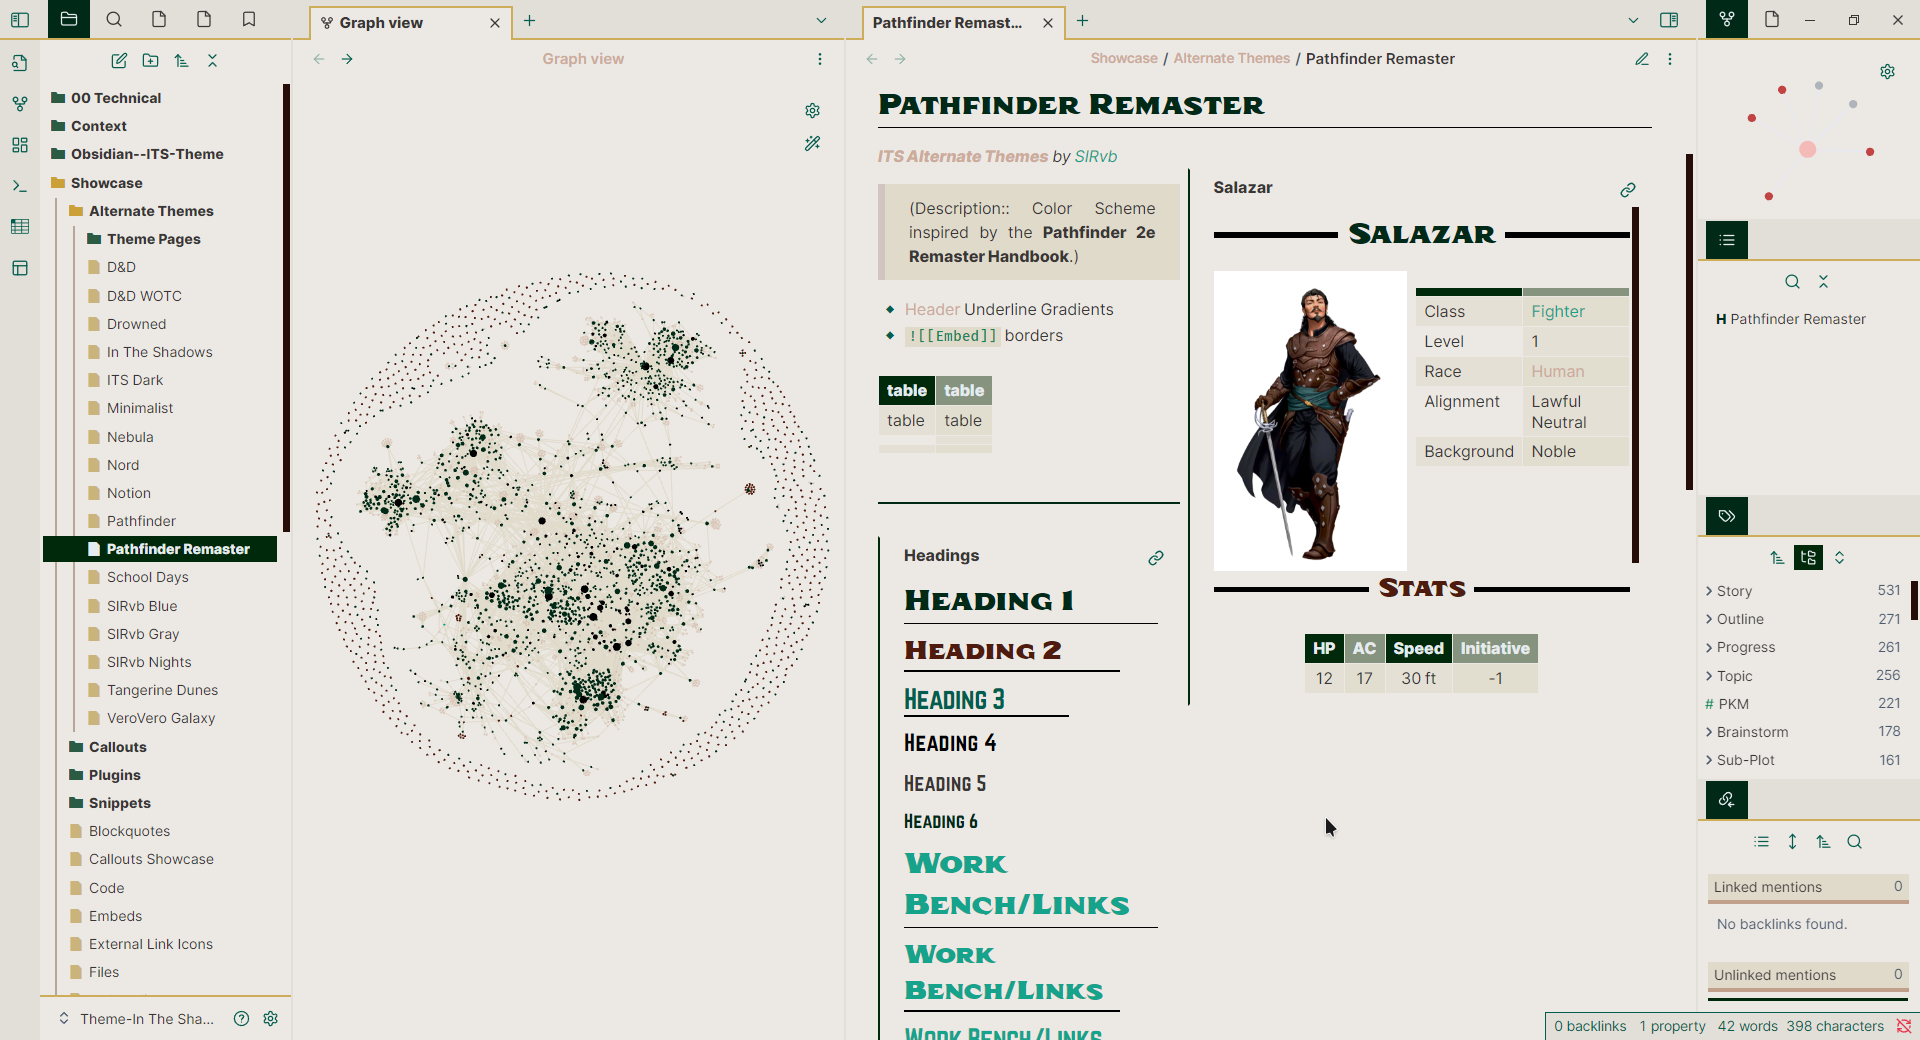 Graph view
Pathfinder Remast...
Graph view
Showcase / Alternate Themes / Pathfinder Remaster
00 Technical
Context
Obsidian--ITS-Theme
Showcase
Alternate Themes
Theme Pages
D&D
D&D WOTC
Drowned
In The Shadows
ITS Dark
Minimalist
Nebula
Nord
Notion
Pathfinder
Pathfinder Remaster
School Days
SIRvb Blue
SIRvb Gray
SIRvb Nights
Tangerine Dunes
VeroVero Galaxy
Callouts
Plugins
Snippets
Blockquotes
Callouts Showcase
Code
Embeds
External Link Icons
Files
Theme-In The Sha...
Pathfinder Remaster
ITS Alternate Themes by SIRvb
(Description:: Color Scheme
inspired by the Pathfinder 2e
Remaster Handbook.)
Header Underline Gradients
![[Embed]] borders
table table
table table
Headings
Heading 1
Heading 2
Heading 3
Heading 4
Heading 5
Heading 6
Work
Bench/Links
Work
Bench/Links
Work Bench/Links
Salazar
Salazar
Class Fighter
Level 1
Race Human
Alignment Lawful
Neutral
Background Noble
Stats
HP AC Speed Initiative
12 17 30 ft -1
H Pathfinder Remaster
Story 531
Outline 271
Progress 261
Topic 256
# PKM 221
Brainstorm 178
Sub-Plot 161
Linked mentions 0
No backlinks found.
Unlinked mentions 0
0 backlinks 1 property 42 words 398 characters